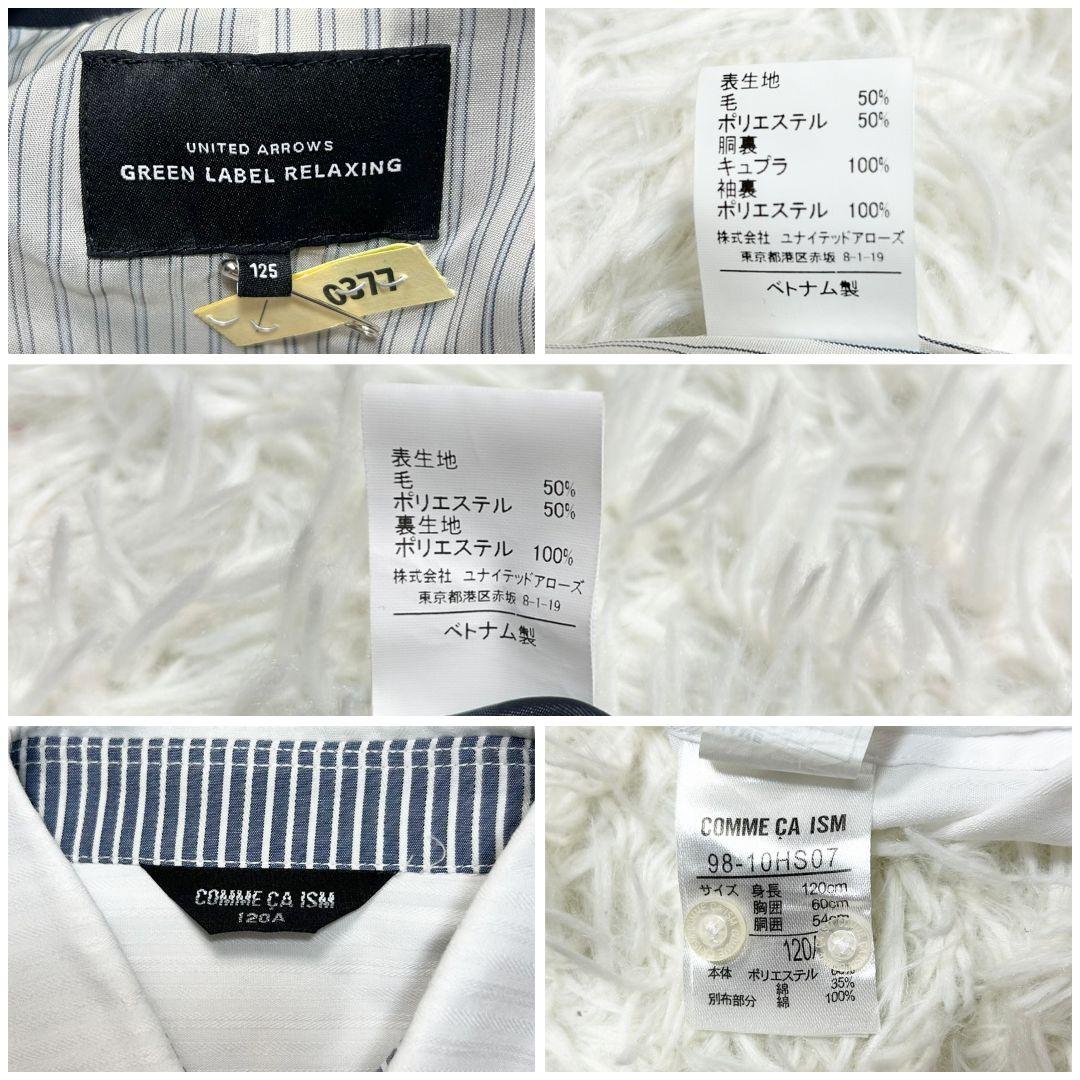 UNITED ARROWS
GREEN LABEL RELAXING
125
0377
表生地
毛 50%
ポリエステル 50%
胴裏
キュプラ 100%
袖裏
ポリエステル 100%
株式会社 ユナイテッドアローズ
東京都港区赤坂 8-1-19
ベトナム製
表生地
毛 50%
ポリエステル 50%
裏生地
ポリエステル 100%
株式会社 ユナイテッドアローズ
東京都港区赤坂 8-1-19
ベトナム製
COMME ÇA ISM
120A
COMME ÇA ISM
98-10HS07
サイズ 身長 120cm
胸囲 60cm
胴囲 54cm
120A
本体 ポリエステル
綿 35%
別布部分 綿 100%